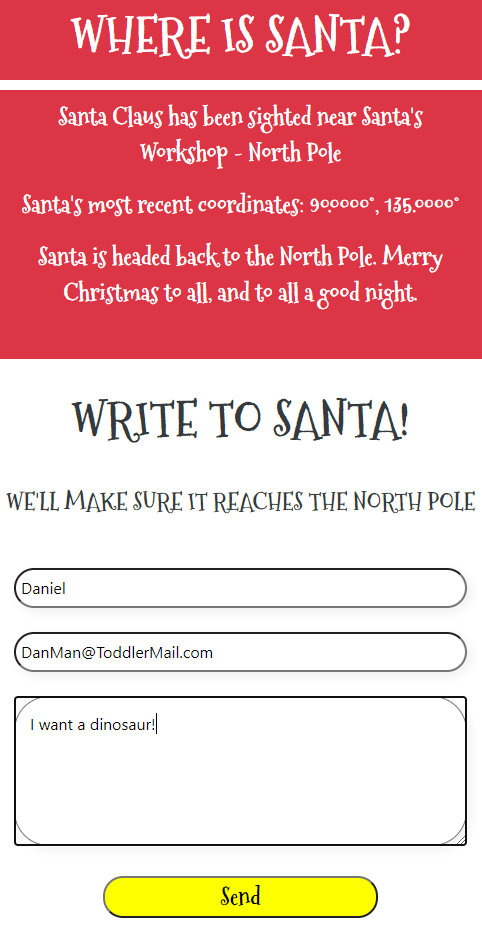 WHERE IS SANTA?
Santa Claus has been sighted near Santa's
Workshop - North Pole
Santa's most recent coordinates: 90.0000°, 135.0000°
Santa is headed back to the North Pole. Merry
Christmas to all, and to all a good night.
WRITE TO SANTA!
WE'LL MAKE SURE IT REACHES THE NORTH POLE
Daniel
DanMan@ToddlerMail.com
I want a dinosaur!
Send